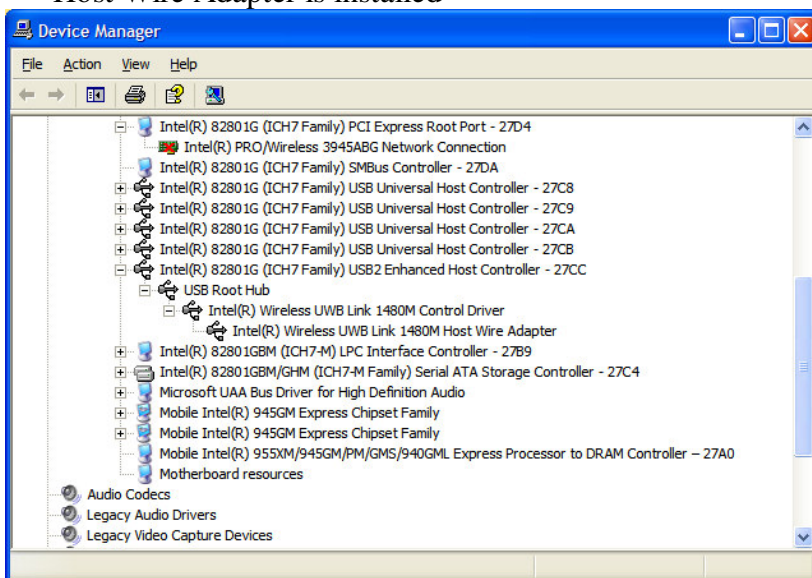 Host Wire Adapter is installed
Device Manager
File Action View Help
Intel(R) 82801G (ICH7 Family) PCI Express Root Port - 27D4
Intel(R) PRO/Wireless 3945ABG Network Connection
Intel(R) 82801G (ICH7 Family) SMBus Controller - 27DA
Intel(R) 82801G (ICH7 Family) USB Universal Host Controller - 27C8
Intel(R) 82801G (ICH7 Family) USB Universal Host Controller - 27C9
Intel(R) 82801G (ICH7 Family) USB Universal Host Controller - 27CA
Intel(R) 82801G (ICH7 Family) USB Universal Host Controller - 27CB
Intel(R) 82801G (ICH7 Family) USB2 Enhanced Host Controller - 27CC
USB Root Hub
Intel(R) Wireless UWB Link 1480M Control Driver
Intel(R) Wireless UWB Link 1480M Host Wire Adapter
Intel(R) 82801GBM (ICH7-M) LPC Interface Controller - 27B9
Intel(R) 82801GBM/GHM (ICH7-M Family) Serial ATA Storage Controller - 27C4
Microsoft UAA Bus Driver for High Definition Audio
Mobile Intel(R) 945GM Express Chipset Family
Mobile Intel(R) 945GM Express Chipset Family
Mobile Intel(R) 955XM/945GM/PM/GMS/940GML Express Processor to DRAM Controller – 27A0
Motherboard resources
Audio Codecs
Legacy Audio Drivers
Legacy Video Capture Devices